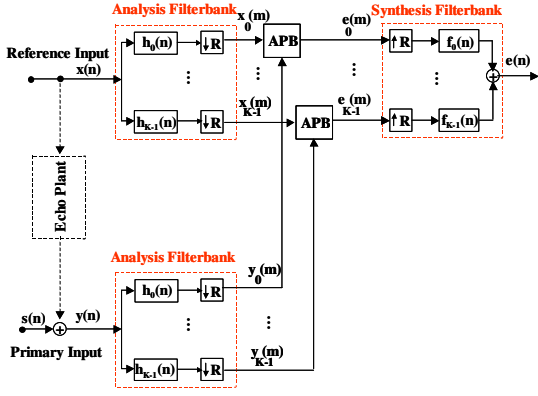 Analysis Filterbank
Synthesis Filterbank
Reference Input
x(n)
h0(n)
↓R
x0(m)
APB
e0(m)
↑R
f0(n)
e(n)
hK-1(n)
↓R
xK-1(m)
APB
eK-1(m)
↑R
fK-1(n)
+
Echo Plant
Analysis Filterbank
h0(n)
↓R
y0(m)
s(n)
+
y(n)
Primary Input
hK-1(n)
↓R
yK-1(m)